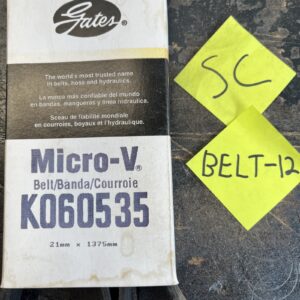 Gates
The world's most trusted name
in belts, hose and hydraulics.
La marca más confiable del mundo
en bandas, mangueras y línea hidráulica.
Sceau de fiabilité mondiale
en courroies, boyaux et l'hydraulique.
Micro-V®
Belt/Banda/Courroie
K060535
21mm × 1375mm
SC
BELT-12